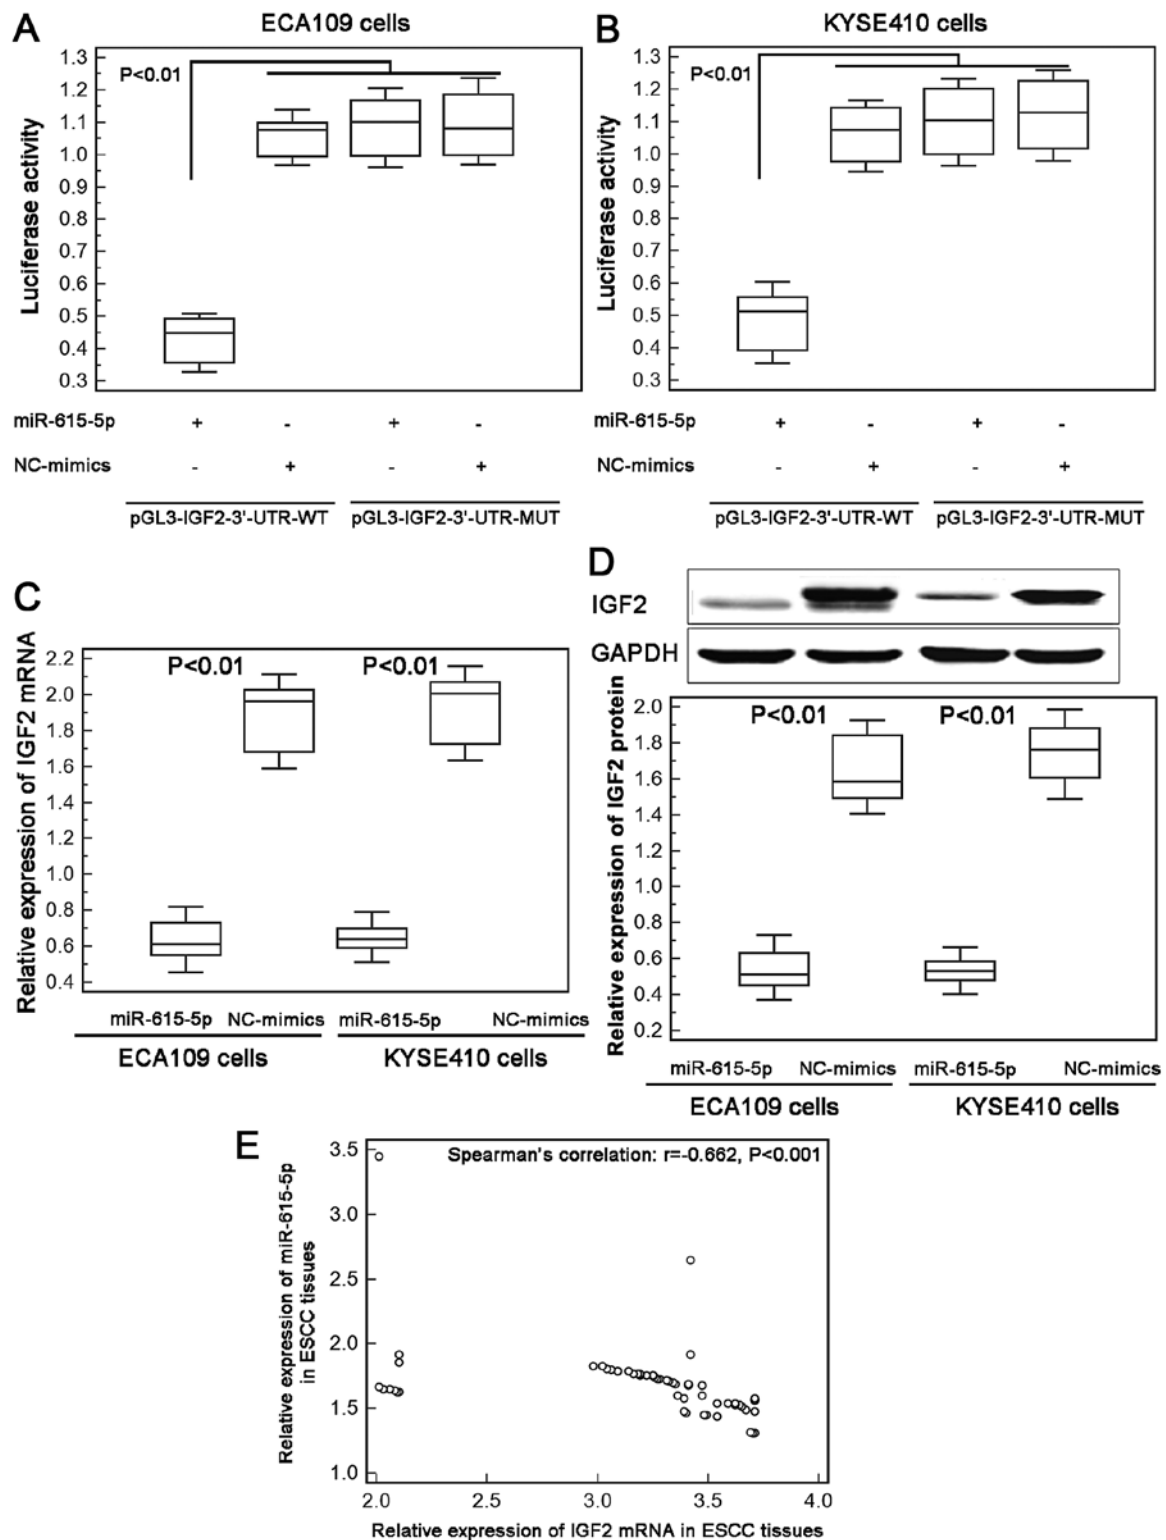 A
ECA109 cells
Luciferase activity
1.3
1.2
1.1
1.0
0.9
0.8
0.7
0.6
0.5
0.4
0.3
P<0.01
miR-615-5p + - + -
NC-mimics - + - +
pGL3-IGF2-3'-UTR-WT pGL3-IGF2-3'-UTR-MUT
B
KYSE410 cells
Luciferase activity
1.3
1.2
1.1
1.0
0.9
0.8
0.7
0.6
0.5
0.4
0.3
P<0.01
miR-615-5p + - + -
NC-mimics - + - +
pGL3-IGF2-3'-UTR-WT pGL3-IGF2-3'-UTR-MUT
C
Relative expression of IGF2 mRNA
2.2
2.0
1.8
1.6
1.4
1.2
1.0
0.8
0.6
0.4
P<0.01 P<0.01
miR-615-5p NC-mimics miR-615-5p NC-mimics
ECA109 cells KYSE410 cells
D
IGF2
GAPDH
Relative expression of IGF2 protein
2.0
1.8
1.6
1.4
1.2
1.0
0.8
0.6
0.4
0.2
P<0.01 P<0.01
miR-615-5p NC-mimics miR-615-5p NC-mimics
ECA109 cells KYSE410 cells
E
Relative expression of miR-615-5p
in ESCC tissues
3.5
3.0
2.5
2.0
1.5
1.0
Spearman's correlation: r=-0.662, P<0.001
2.0 2.5 3.0 3.5 4.0
Relative expression of IGF2 mRNA in ESCC tissues